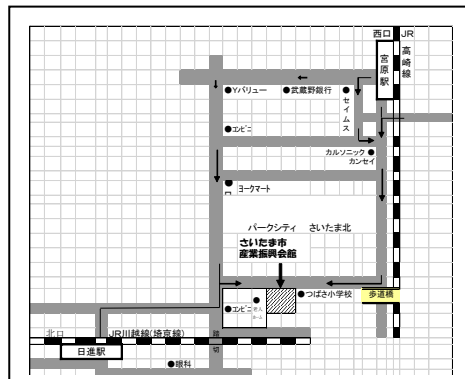 西口 JR
高崎線
宮原駅
●Yバリュー
●武蔵野銀行
●セイムス
●コンビニ
カルソニック●
カンセイ
ヨークマート
パークシティ さいたま北
さいたま市
産業振興会館
●つばさ小学校
歩道橋
●コンビニ
●老人ホーム
北口
JR川越線(埼京線)
踏切
日進駅
●眼科